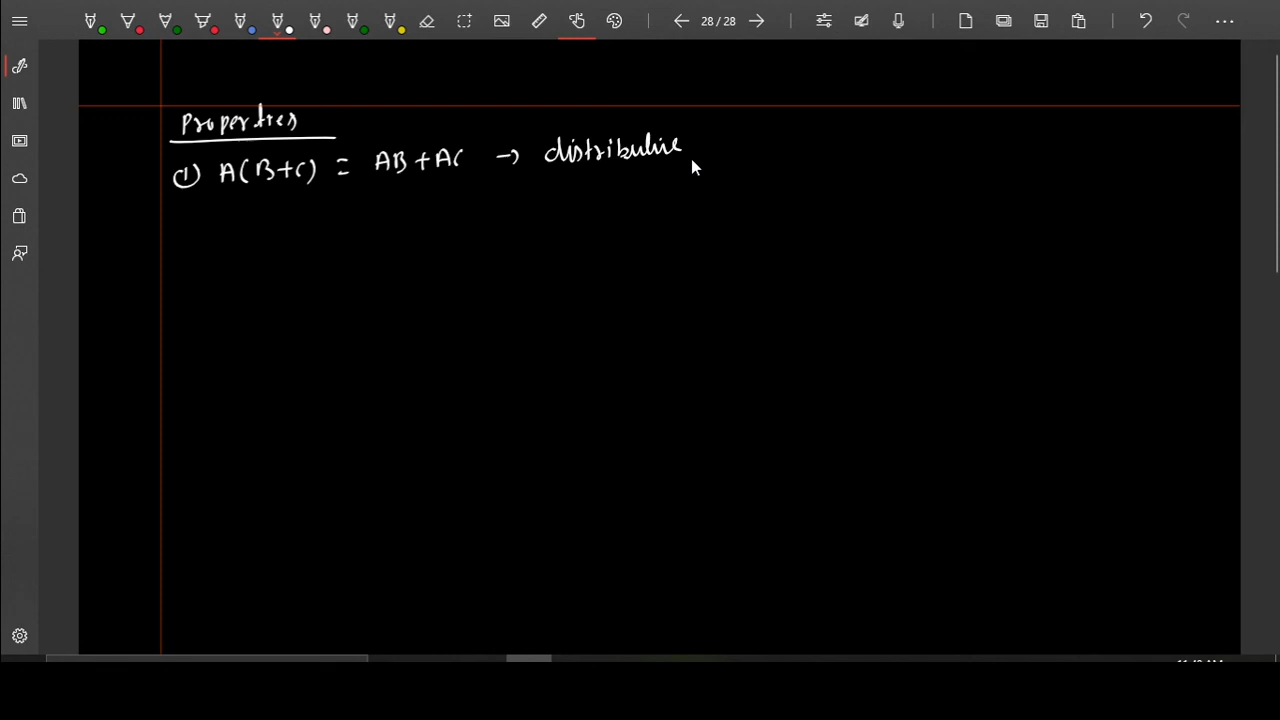 28 / 28
Properties
① A(B+C) = AB + AC → distributive